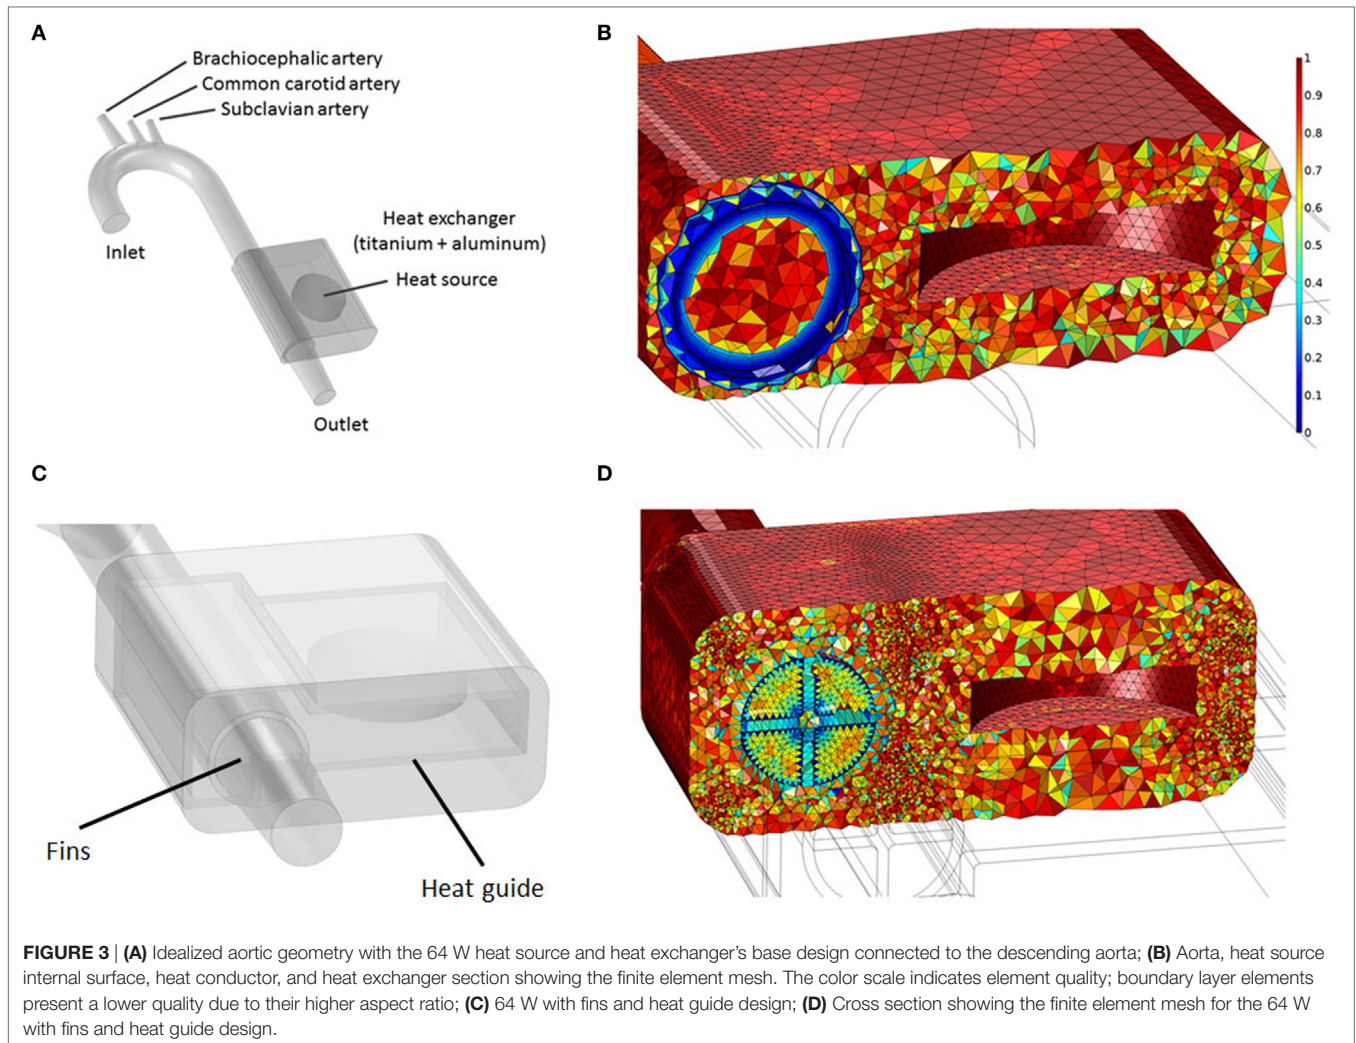 A
Brachiocephalic artery
Common carotid artery
Subclavian artery
Heat exchanger
(titanium + aluminum)
Heat source
Inlet
Outlet
B
1
0.9
0.8
0.7
0.6
0.5
0.4
0.3
0.2
0.1
0
C
Fins
Heat guide
D
FIGURE 3 | (A) Idealized aortic geometry with the 64 W heat source and heat exchanger’s base design connected to the descending aorta; (B) Aorta, heat source
internal surface, heat conductor, and heat exchanger section showing the finite element mesh. The color scale indicates element quality; boundary layer elements
present a lower quality due to their higher aspect ratio; (C) 64 W with fins and heat guide design; (D) Cross section showing the finite element mesh for the 64 W
with fins and heat guide design.